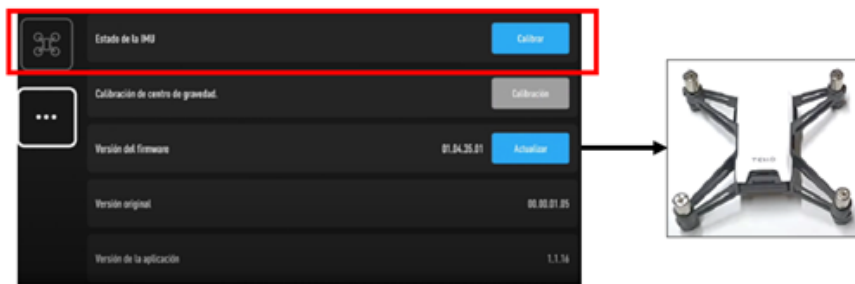 Estado de la IMU Calibrar
Calibración de centro de gravedad. Calibración
Versión del firmware 01.04.35.01 Actualizar
Versión original 00.00.01.05
Versión de la aplicación 1.1.16
TELLO